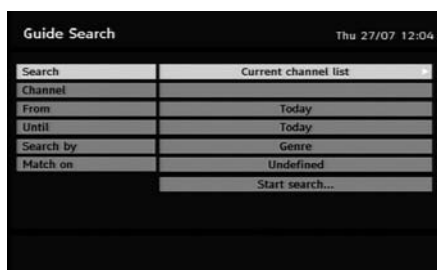 Guide Search Thu 27/07 12:04
Search Current channel list
Channel
From Today
Until Today
Search by Genre
Match on Undefined
Start search...